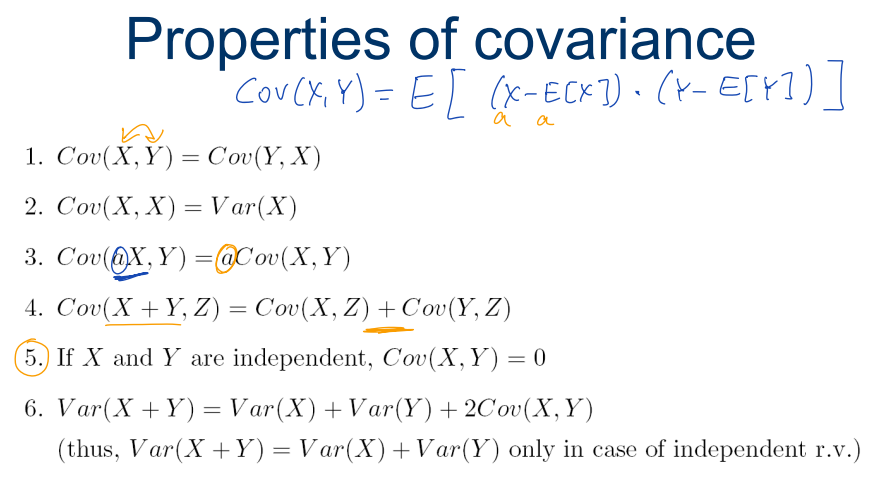 Properties of covariance
Cov(X,Y) = E[ (X-E[X]) · (Y-E[Y]) ]
a a
1. Cov(X, Y) = Cov(Y, X)
2. Cov(X, X) = Var(X)
3. Cov(aX, Y) = aCov(X, Y)
4. Cov(X + Y, Z) = Cov(X, Z) + Cov(Y, Z)
5. If X and Y are independent, Cov(X, Y) = 0
6. Var(X + Y) = Var(X) + Var(Y) + 2Cov(X, Y)
(thus, Var(X + Y) = Var(X) + Var(Y) only in case of independent r.v.)